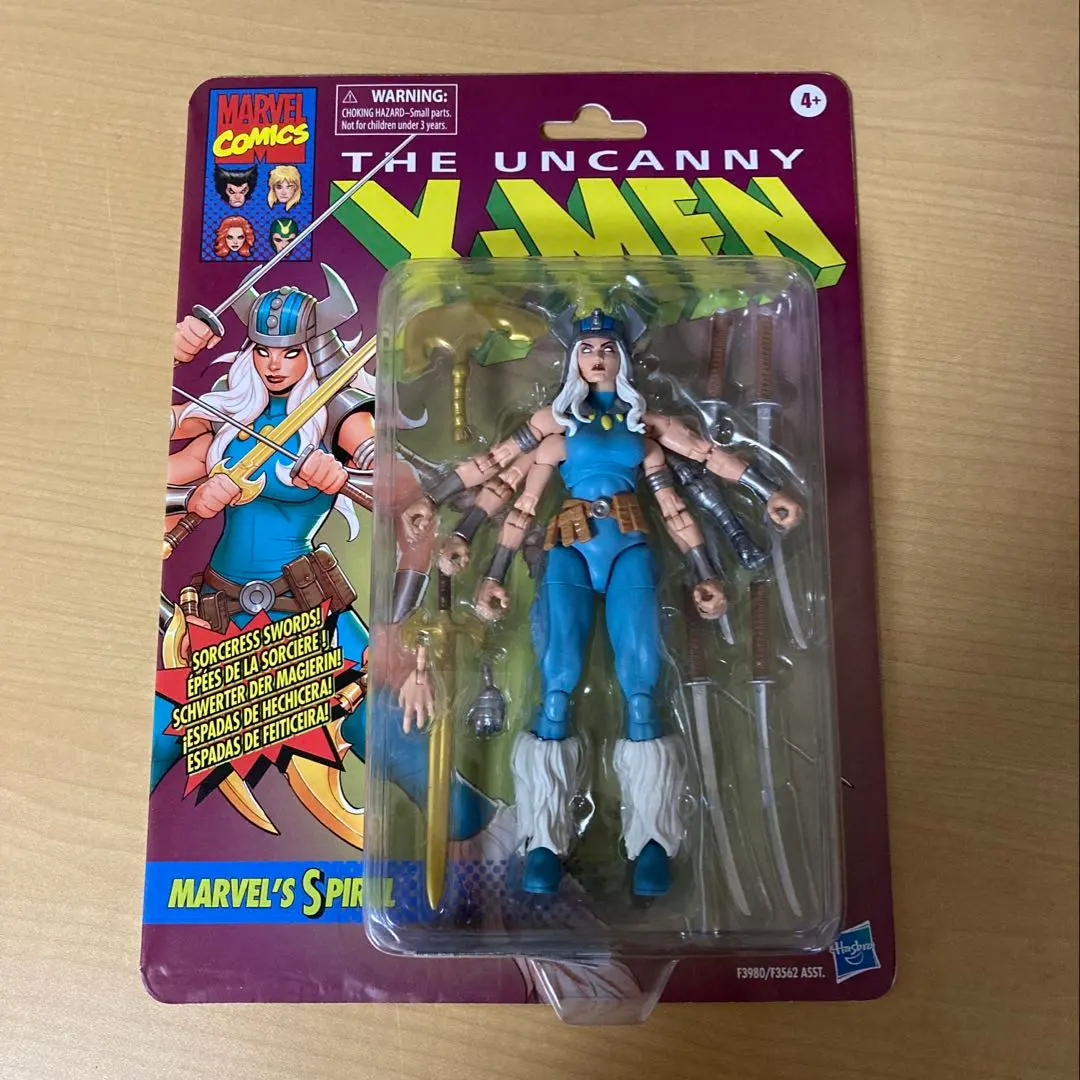 MARVEL
COMICS
WARNING:
CHOKING HAZARD–Small parts.
Not for children under 3 years.
4+
THE UNCANNY
X-MEN
SORCERESS SWORDS!
ÉPÉES DE LA SORCIÈRE !
SCHWERTER DER MAGIERIN!
¡ESPADAS DE HECHICERA!
ESPADAS DE FEITICEIRA!
MARVEL'S SPIRAL
Hasbro
F3980/F3562 ASST.